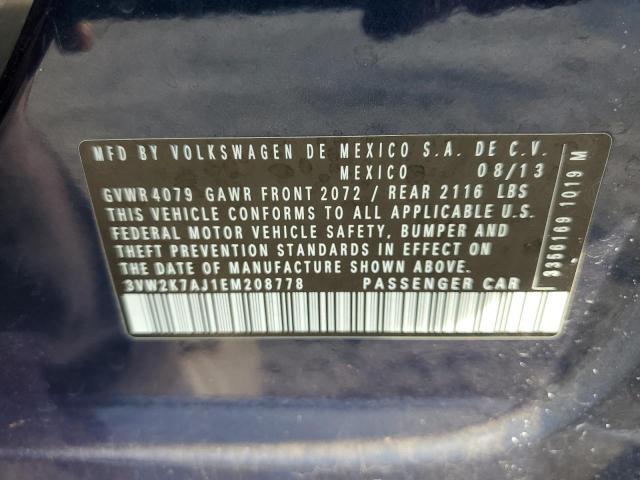 MFD BY VOLKSWAGEN DE MEXICO S.A. DE C.V.
MEXICO 08/13
GVWR 4079 GAWR FRONT 2072 / REAR 2116 LBS
THIS VEHICLE CONFORMS TO ALL APPLICABLE U.S.
FEDERAL MOTOR VEHICLE SAFETY, BUMPER AND
THEFT PREVENTION STANDARDS IN EFFECT ON
THE DATE OF MANUFACTURE SHOWN ABOVE.
3VW2K7AJ1EM208778 PASSENGER CAR
3366169 1019 M